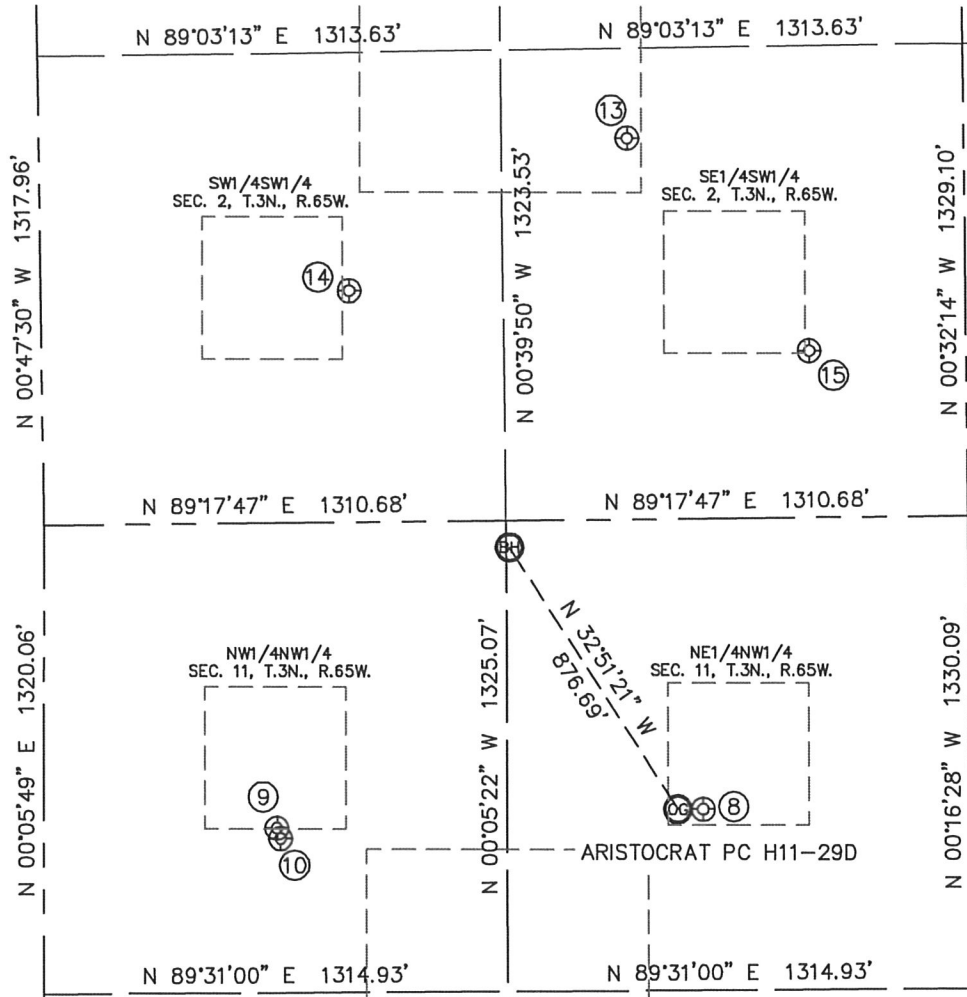 N 89°03'13" E 1313.63'
N 89°03'13" E 1313.63'
13
N 00°47'30" W 1317.96'
SW1/4SW1/4
SEC. 2, T.3N., R.65W.
N 00°39'50" W 1323.53'
SE1/4SW1/4
SEC. 2, T.3N., R.65W.
N 00°32'14" W 1329.10'
14
15
N 89°17'47" E 1310.68'
N 89°17'47" E 1310.68'
BH
N 32°51'21" W
876.69'
N 00°05'49" E 1320.06'
NW1/4NW1/4
SEC. 11, T.3N., R.65W.
N 00°05'22" W 1325.07'
NE1/4NW1/4
SEC. 11, T.3N., R.65W.
N 00°16'28" W 1330.09'
9
OG
8
10
ARISTOCRAT PC H11-29D
N 89°31'00" E 1314.93'
N 89°31'00" E 1314.93'